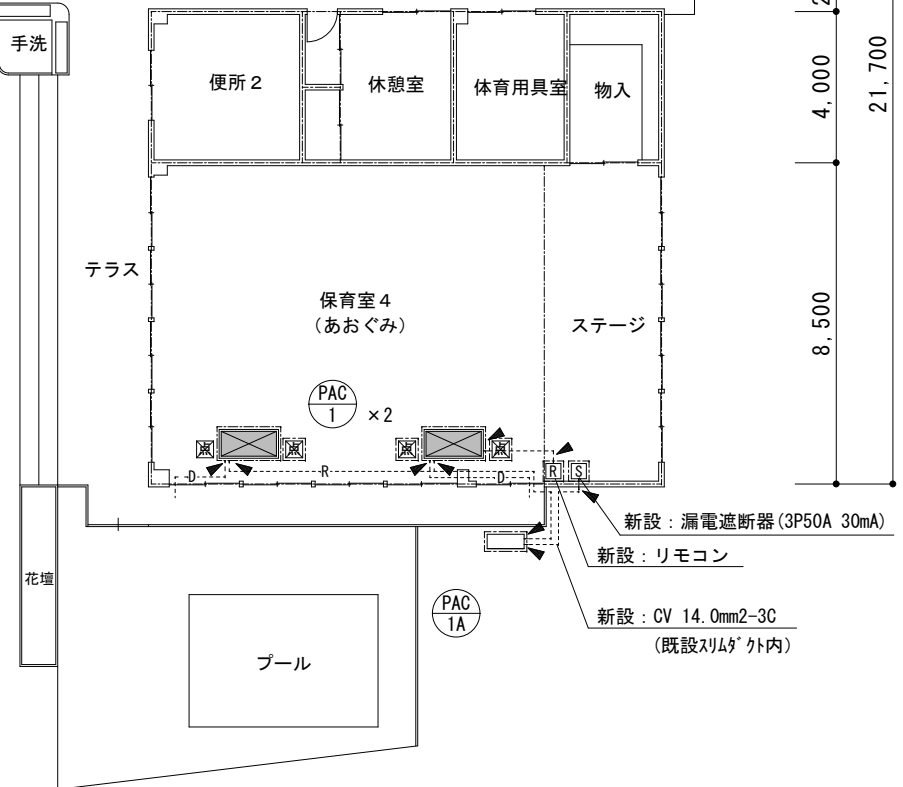 手洗
便所２
休憩室
体育用具室
物入
4,000
21,700
テラス
保育室４
(あおぐみ)
ステージ
8,500
PAC
1
×2
点
点
点
点
D
R
D
R
S
新設：漏電遮断器(3P50A 30mA)
新設：リモコン
花壇
PAC
1A
新設：CV 14.0mm2-3C
(既設ｽﾘﾑﾀﾞｸﾄ内)
プール